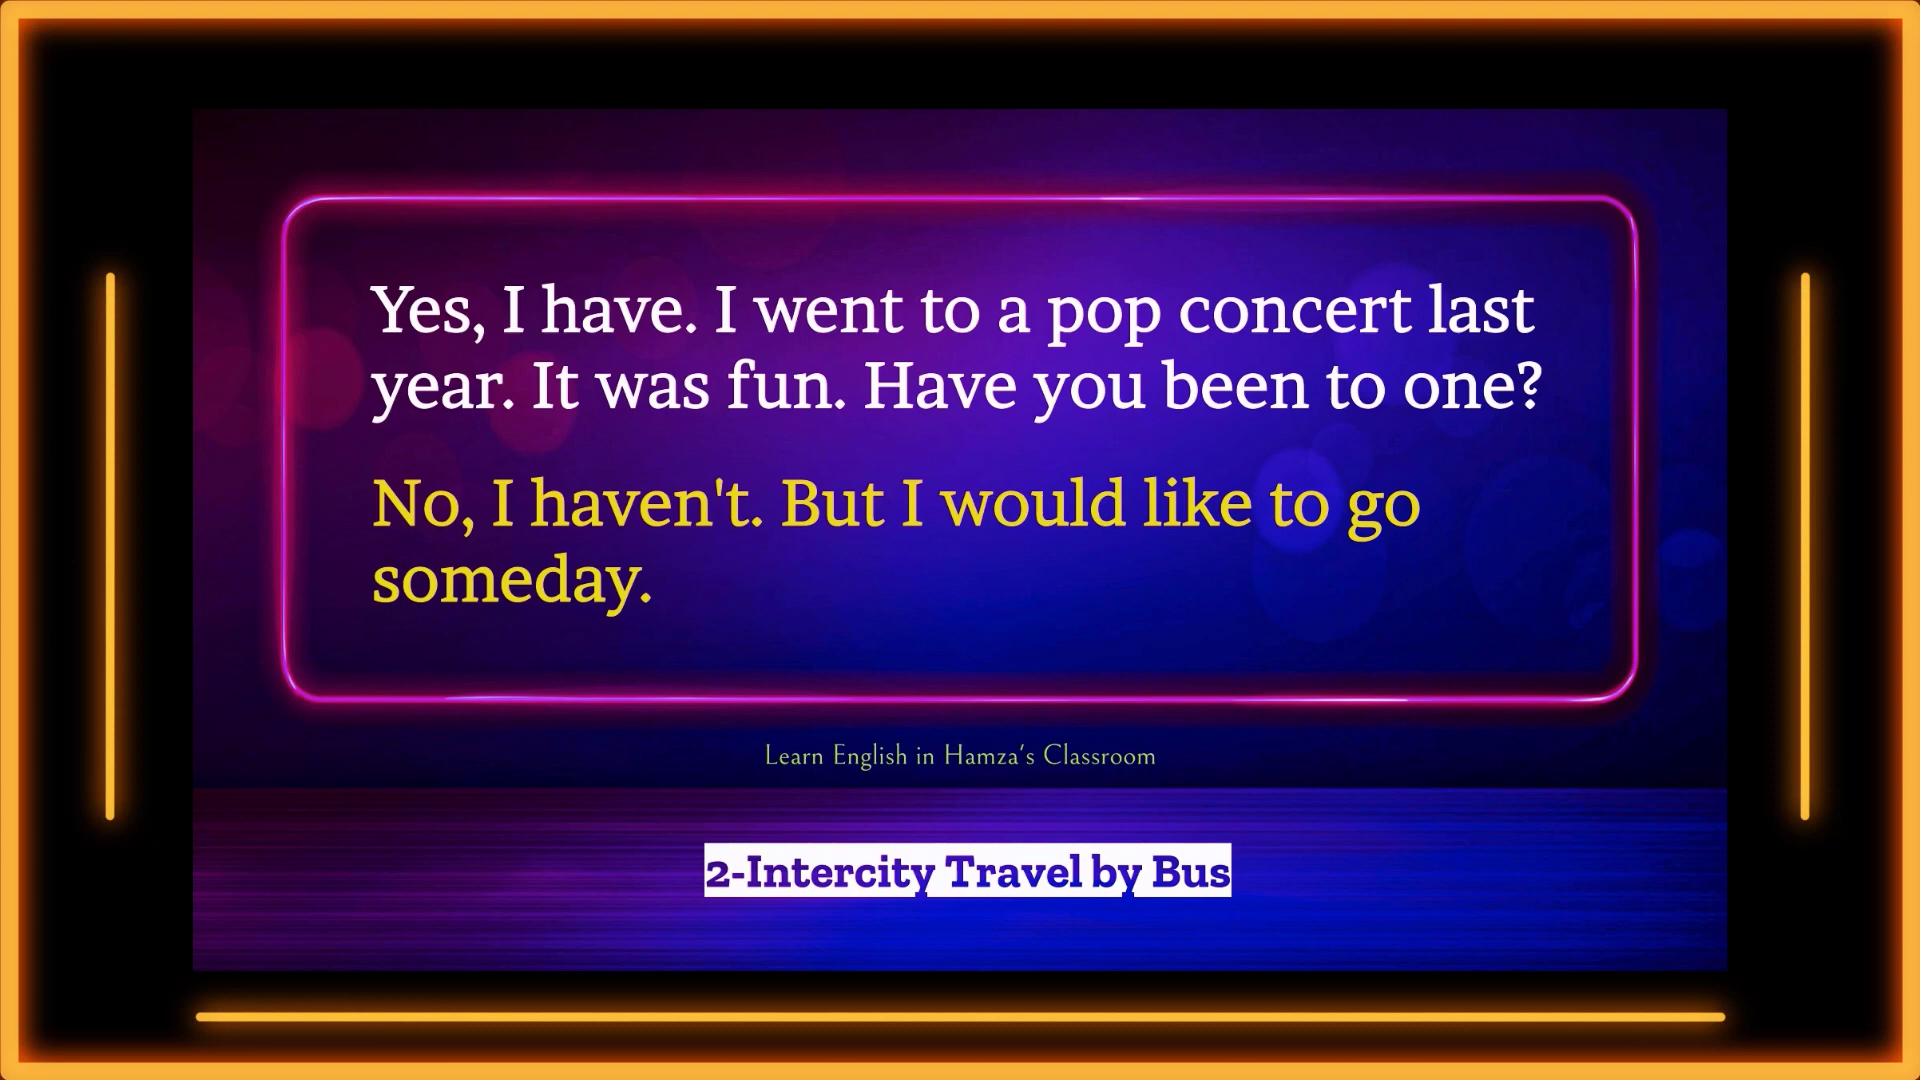 Yes, I have. I went to a pop concert last
year. It was fun. Have you been to one?
No, I haven't. But I would like to go
someday.
Learn English in Hamza's Classroom
2-Intercity Travel by Bus